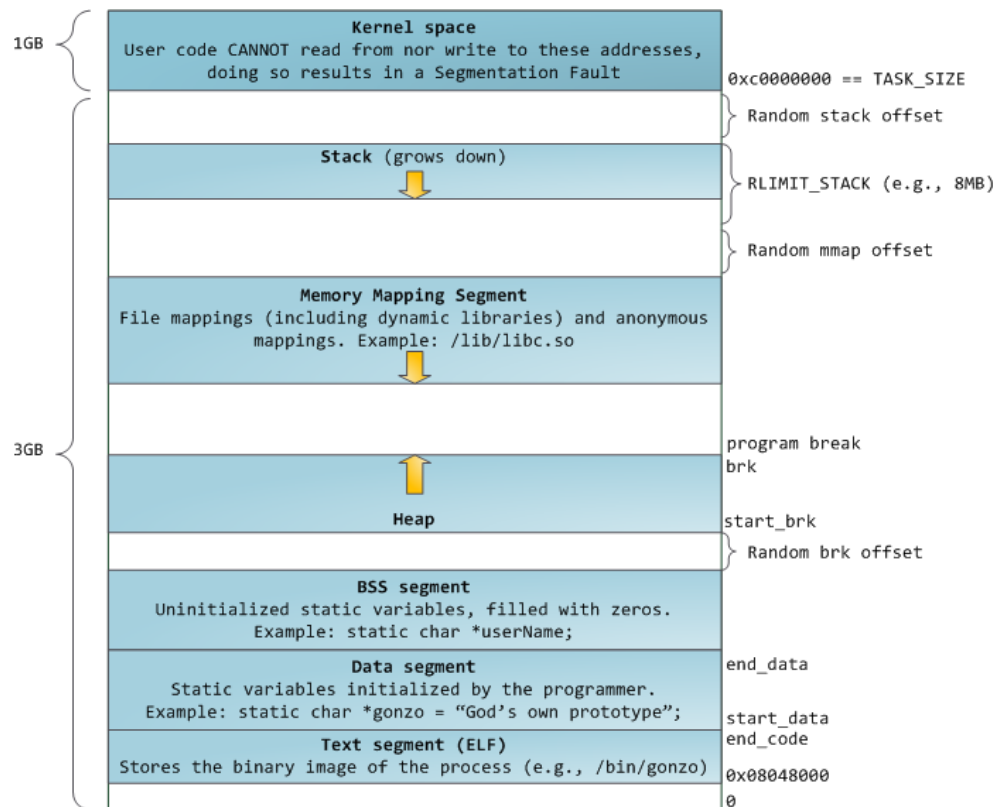 Kernel space
1GB
User code CANNOT read from nor write to these addresses,
doing so results in a Segmentation Fault
0xc0000000 == TASK_SIZE
Random stack offset
Stack (grows down)
RLIMIT_STACK (e.g., 8MB)
Random mmap offset
Memory Mapping Segment
File mappings (including dynamic libraries) and anonymous
mappings. Example: /lib/libc.so
3GB
program break
brk
Heap
start_brk
Random brk offset
BSS segment
Uninitialized static variables, filled with zeros.
Example: static char *userName;
Data segment
end_data
Static variables initialized by the programmer.
Example: static char *gonzo = “God’s own prototype”;
start_data
end_code
Text segment (ELF)
Stores the binary image of the process (e.g., /bin/gonzo)
0x08048000
0